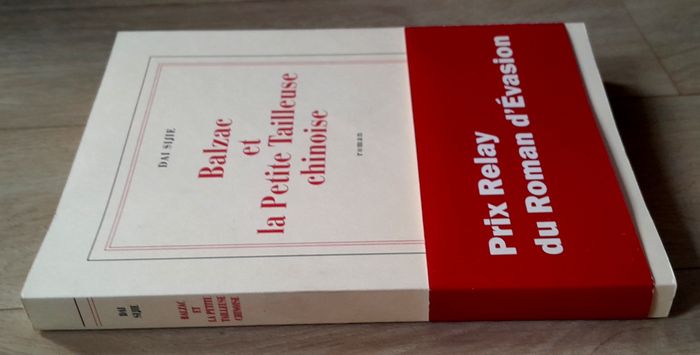 DAI SIJIE
Balzac
et
la Petite Tailleuse
chinoise
roman
Prix Relay
du Roman d'Évasion
DAI
SIJIE
BALZAC
ET
LA PETITE
TAILLEUSE
CHINOISE